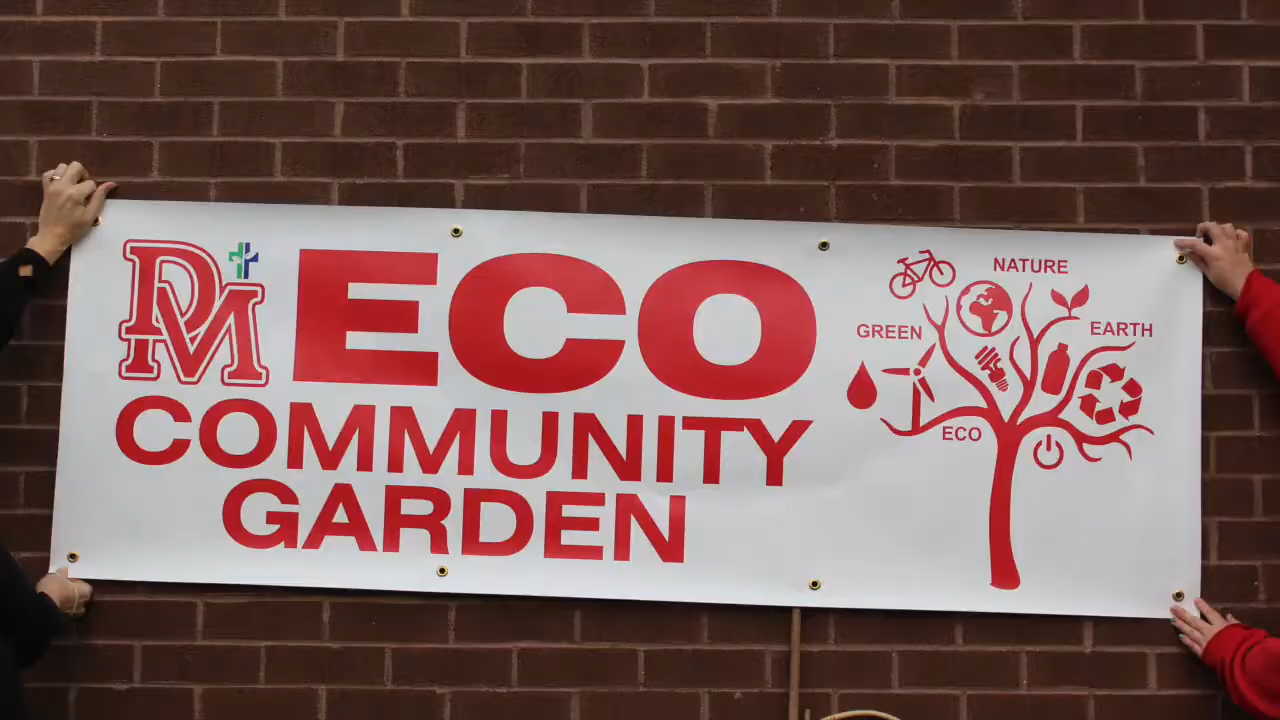 DM
ECO
COMMUNITY
GARDEN
NATURE
GREEN
EARTH
ECO